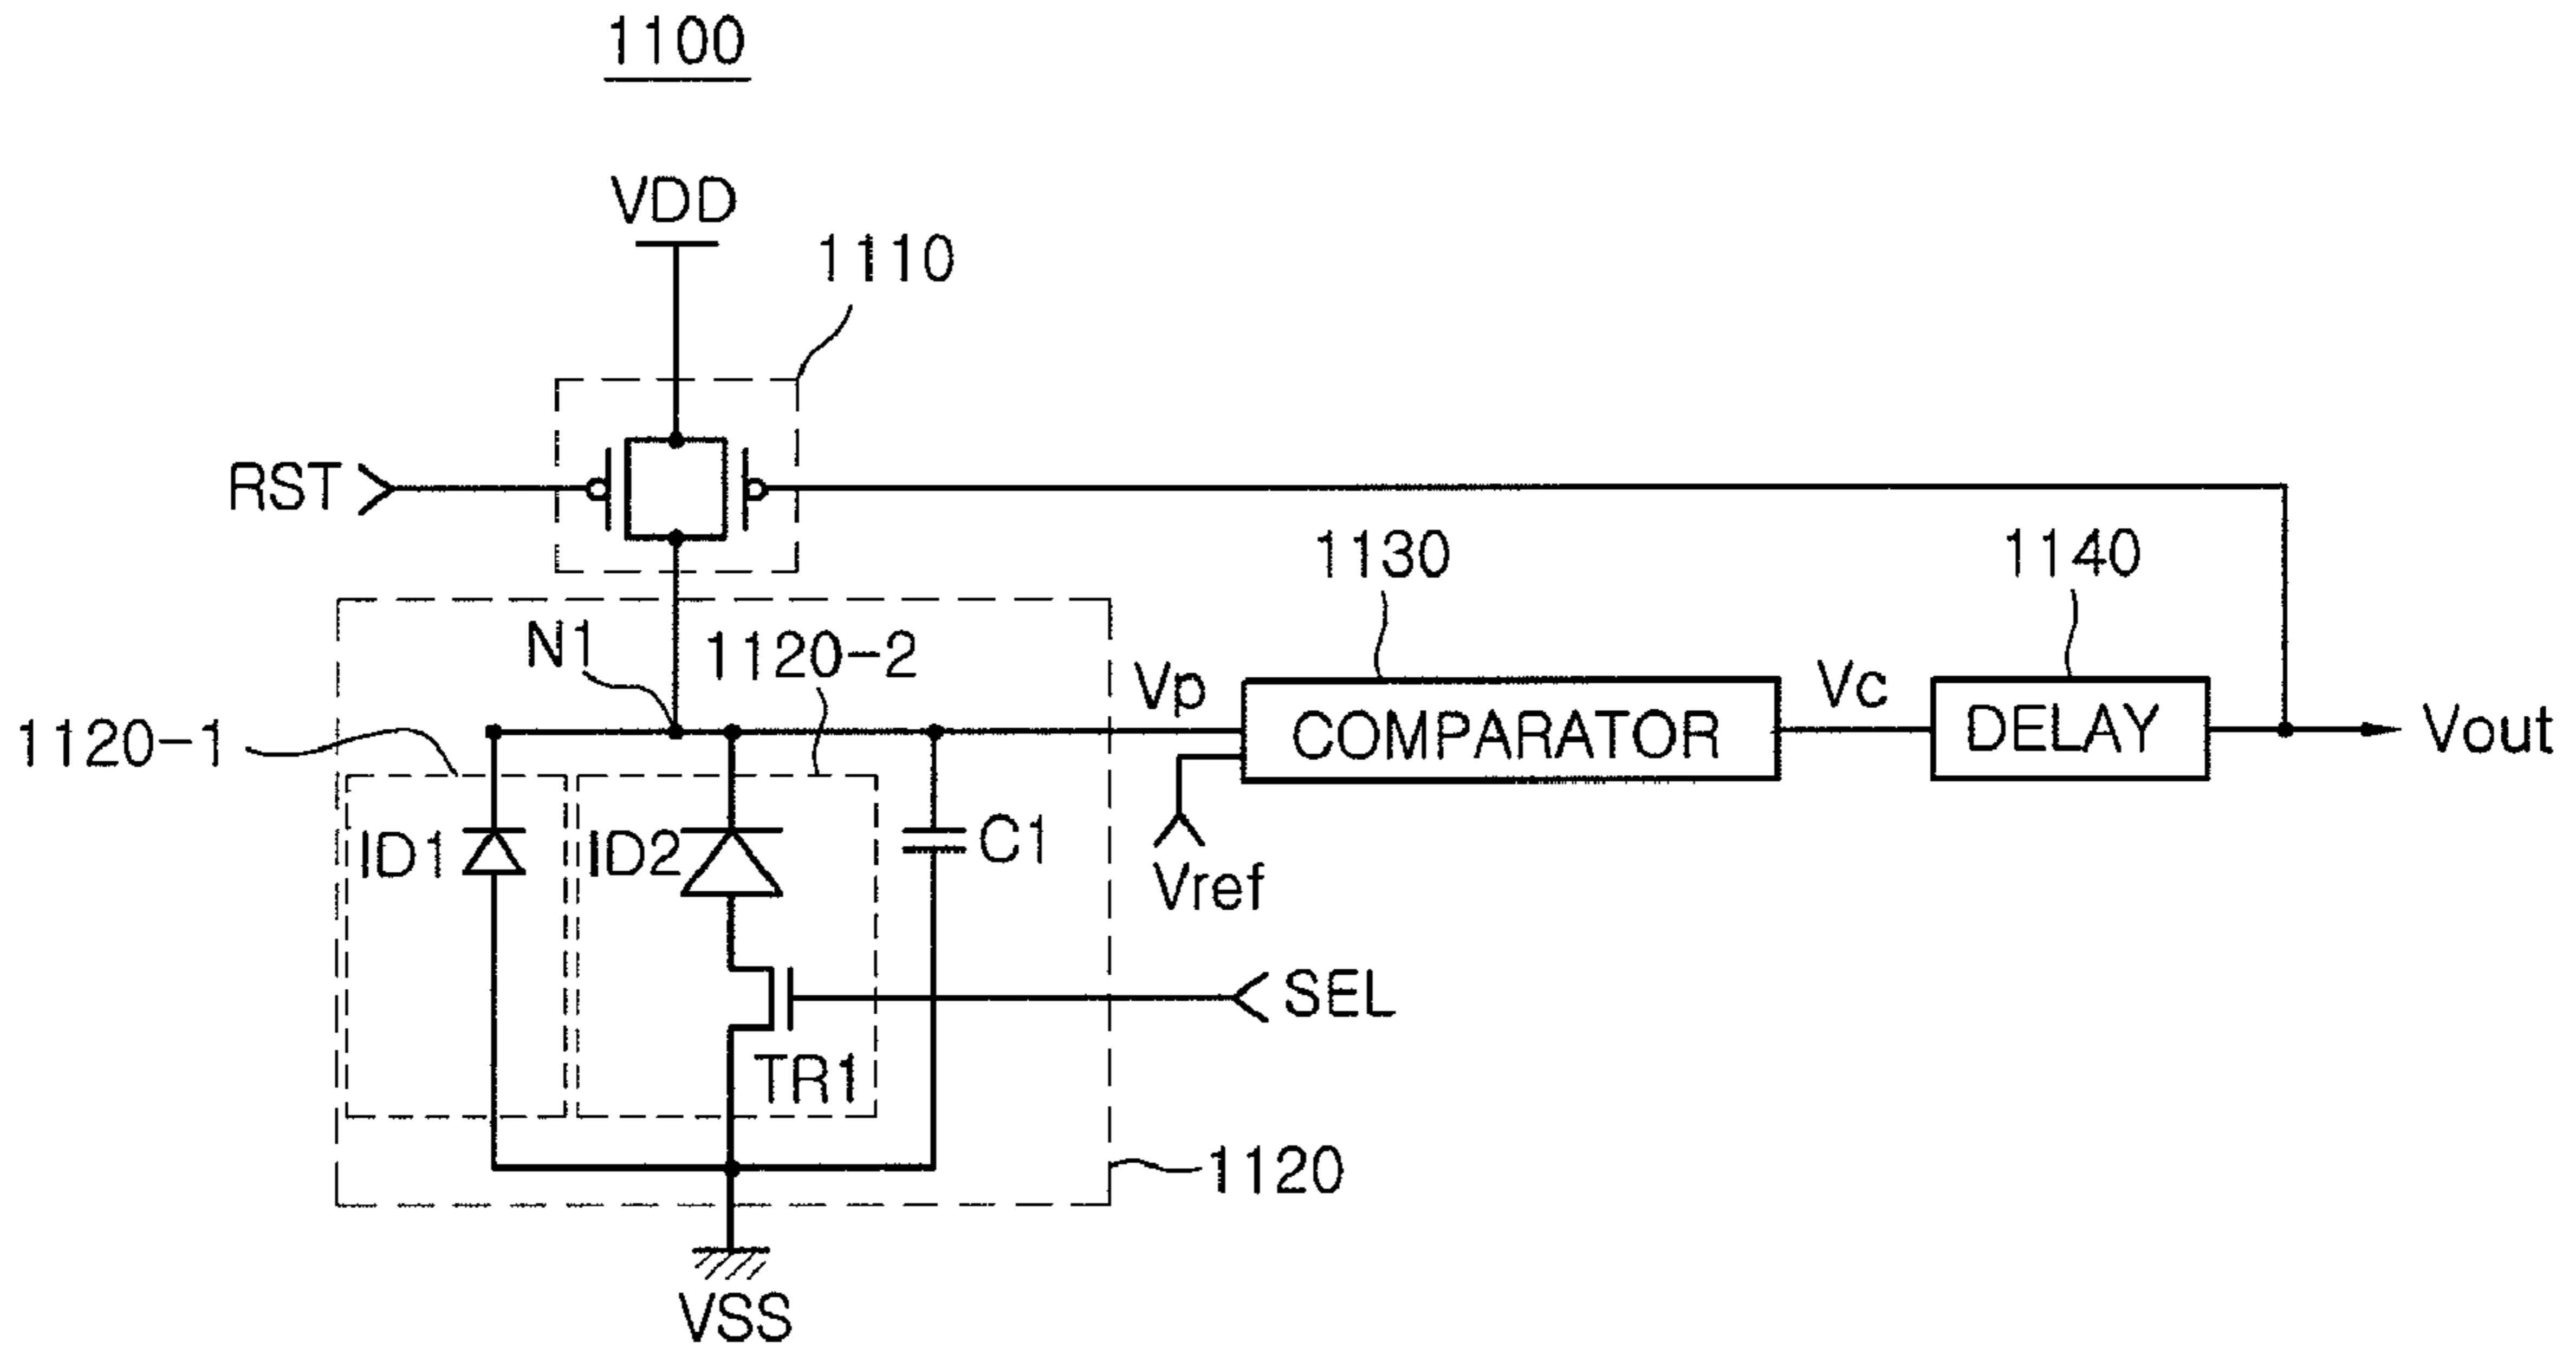 1100
VDD
1110
RST
1130
1140
N1
1120-2
Vp
Vc
1120-1
COMPARATOR
DELAY
Vout
ID1
ID2
C1
Vref
SEL
TR1
1120
VSS